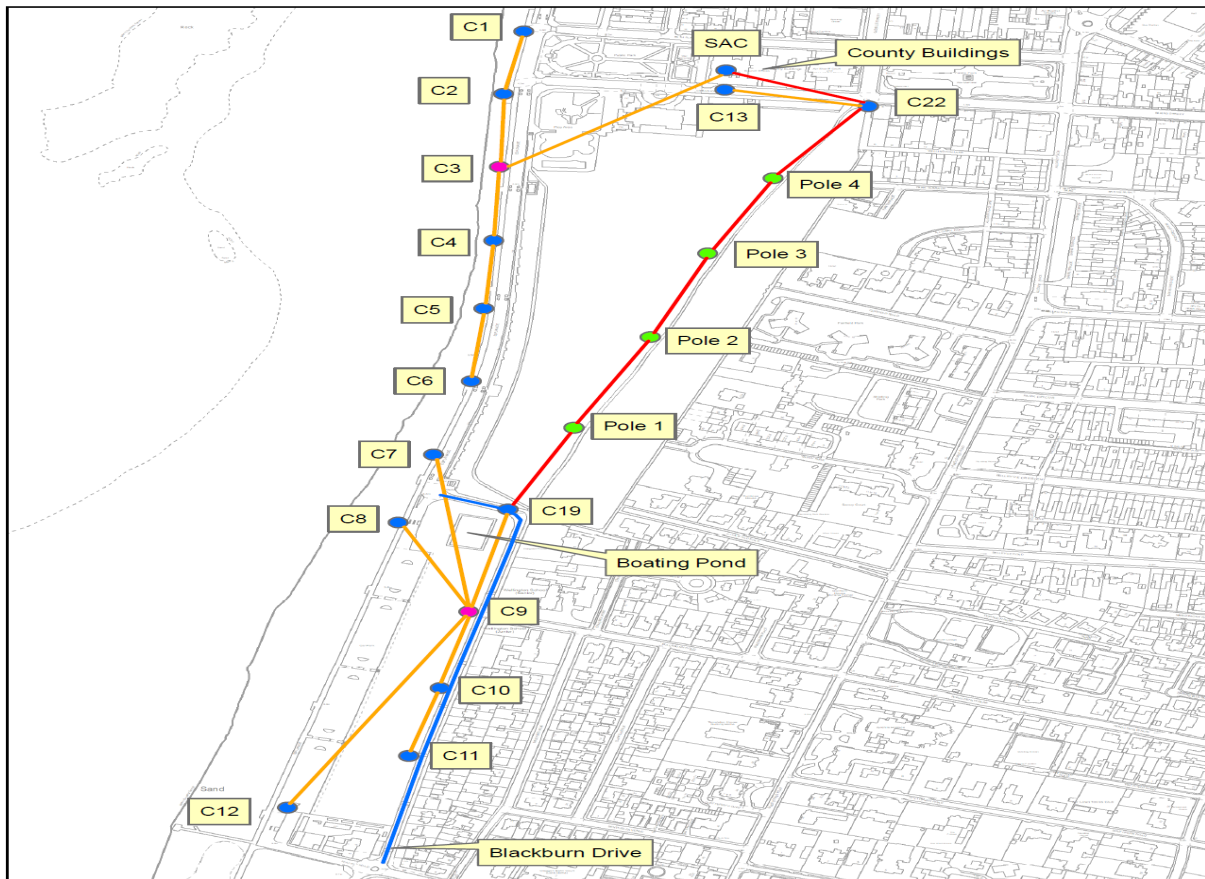 C1
SAC
County Buildings
C2
C13
C22
C3
Pole 4
C4
Pole 3
C5
Pole 2
C6
Pole 1
C7
C8
C19
Boating Pond
C9
C10
C11
Sand
C12
Blackburn Drive